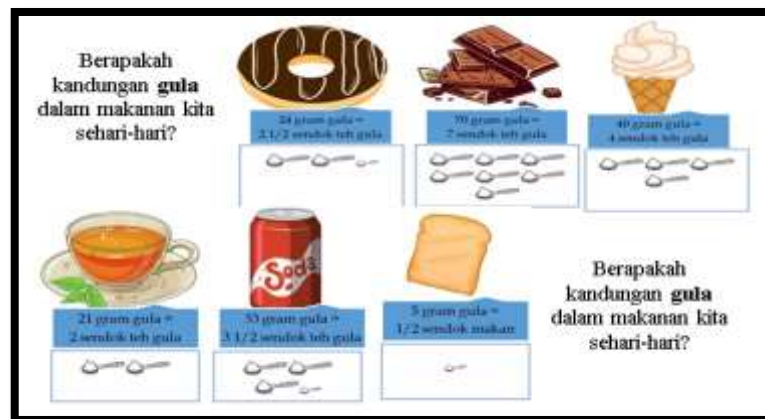 Berapakah
kandungan gula
dalam makanan kita
sehari-hari?
24 gram gula =
2 1/2 sendok teh gula
70 gram gula =
7 sendok teh gula
40 gram gula =
4 sendok teh gula
Soda
21 gram gula =
2 sendok teh gula
35 gram gula =
3 1/2 sendok teh gula
5 gram gula =
1/2 sendok makan
Berapakah
kandungan gula
dalam makanan kita
sehari-hari?